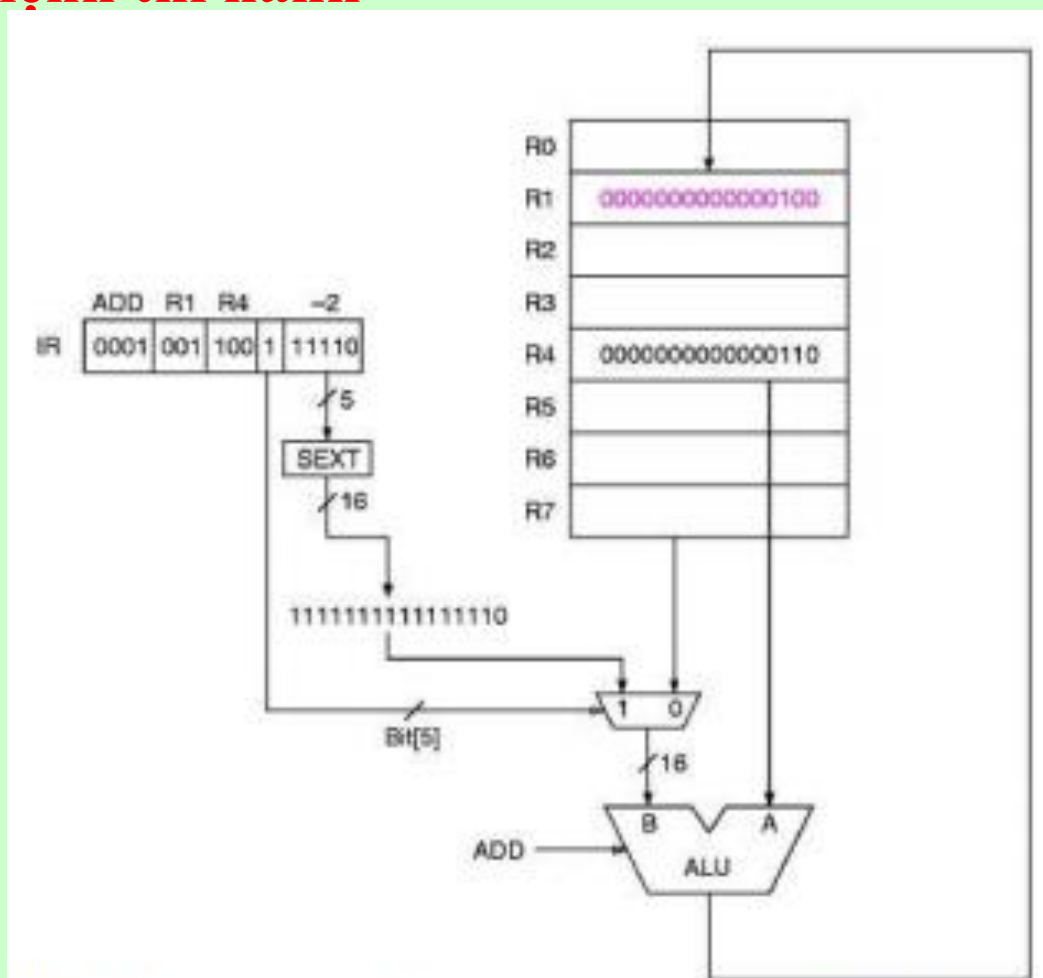 R0
R1 0000000000000100
R2
R3
ADD R1 R4 –2
IR 0001 001 100 1 11110
R4 0000000000000110
5
R5
SEXT
R6
16
R7
1111111111111110
1 0
Bit[5]
16
B A
ADD
ALU